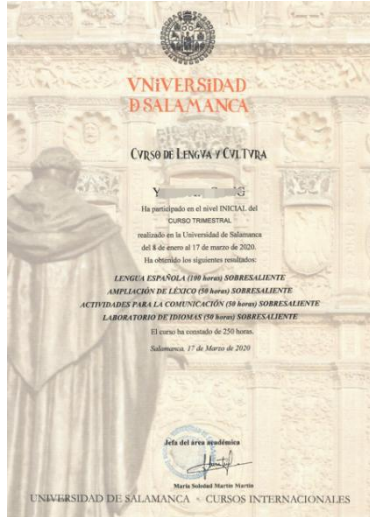 VNiVERSiDAD
D SALAMANCA
CVRSO DE LENGVA Y CVLTVRA
Ha participado en el nivel INICIAL del
CURSO TRIMESTRAL
realizado en la Universidad de Salamanca
del 8 de enero al 17 de marzo de 2020.
Ha obtenido los siguientes resultados:
LENGUA ESPAÑOLA (100 horas) SOBRESALIENTE
AMPLIACIÓN DE LÉXICO (50 horas) SOBRESALIENTE
ACTIVIDADES PARA LA COMUNICACIÓN (50 horas) SOBRESALIENTE
LABORATORIO DE IDIOMAS (50 horas) SOBRESALIENTE
El curso ha constado de 250 horas.
Salamanca, 17 de Marzo de 2020
Jefa del área académica
María Soledad Martín Martín
UNIVERSIDAD DE SALAMANCA • CURSOS INTERNACIONALES